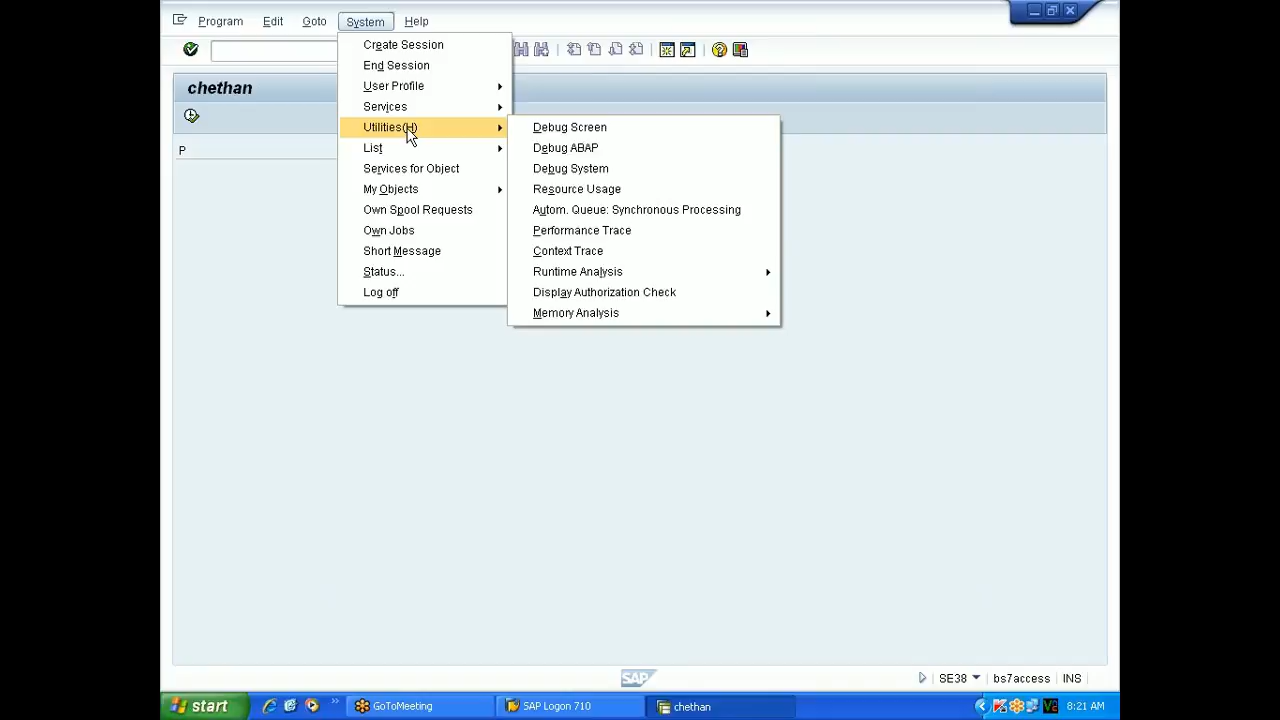 Program Edit Goto System Help
Create Session
End Session
User Profile
Services
Utilities(H)
List
Services for Object
My Objects
Own Spool Requests
Own Jobs
Short Message
Status...
Log off
Debug Screen
Debug ABAP
Debug System
Resource Usage
Autom. Queue: Synchronous Processing
Performance Trace
Context Trace
Runtime Analysis
Display Authorization Check
Memory Analysis
chethan
P
SAP
SE38 bs7access INS
start GoToMeeting SAP Logon 710 chethan 8:21 AM